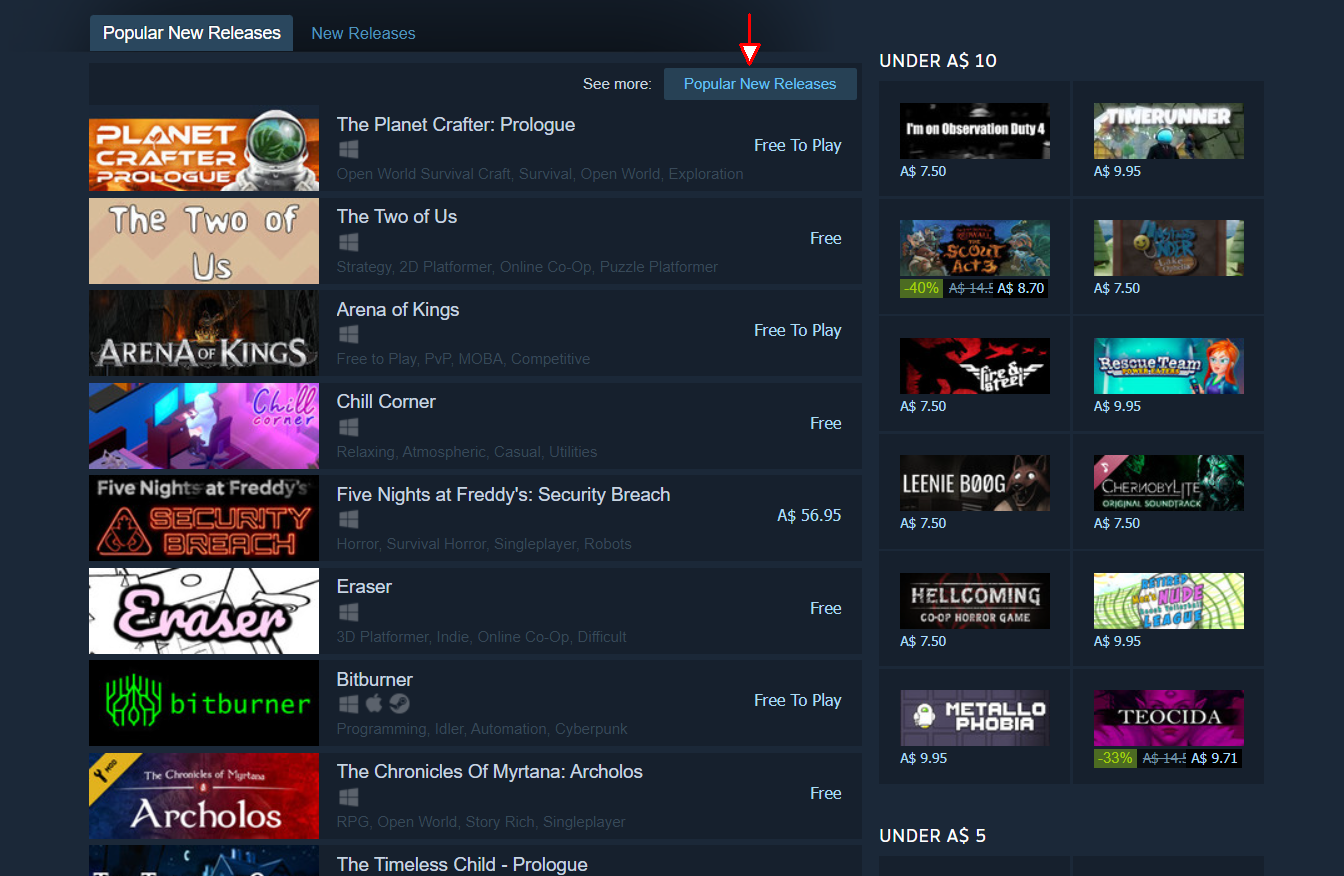 Popular New Releases
New Releases
See more:
Popular New Releases
PLANET
CRAFTER
PROLOGUE
The Planet Crafter: Prologue
Free To Play
Open World Survival Craft, Survival, Open World, Exploration
The Two of
Us
The Two of Us
Free
Strategy, 2D Platformer, Online Co-Op, Puzzle Platformer
ARENA OF KINGS
Arena of Kings
Free To Play
Free to Play, PvP, MOBA, Competitive
Chill
corner
Chill Corner
Free
Relaxing, Atmospheric, Casual, Utilities
Five Nights at Freddy's
SECURITY
BREACH
Five Nights at Freddy's: Security Breach
A$ 56.95
Horror, Survival Horror, Singleplayer, Robots
Eraser
Eraser
Free
3D Platformer, Indie, Online Co-Op, Difficult
bitburner
Bitburner
Free To Play
Programming, Idler, Automation, Cyberpunk
MOD
The Chronicles of Myrtana
Archolos
The Chronicles Of Myrtana: Archolos
Free
RPG, Open World, Story Rich, Singleplayer
The Timeless Child - Prologue
UNDER A$ 10
I'm on Observation Duty 4
A$ 7.50
TIMERUNNER
A$ 9.95
THE
SCOUT
ACT 3
-40% A$ 14.5 A$ 8.70
UNDER
Lake
A$ 7.50
Fire &
Steel
A$ 7.50
RESCUE TEAM
POWER EATERS
A$ 9.95
LEENIE BOOG
A$ 7.50
CHERNOBYLITE
ORIGINAL SOUNDTRACK
A$ 7.50
HELLCOMING
CO-OP HORROR GAME
A$ 7.50
RETIRED
Men's NUDE
Beach Volleyball
LEAGUE
A$ 9.95
METALLO
PHOBIA
A$ 9.95
TEOCIDA
-33% A$ 14.5 A$ 9.71
UNDER A$ 5